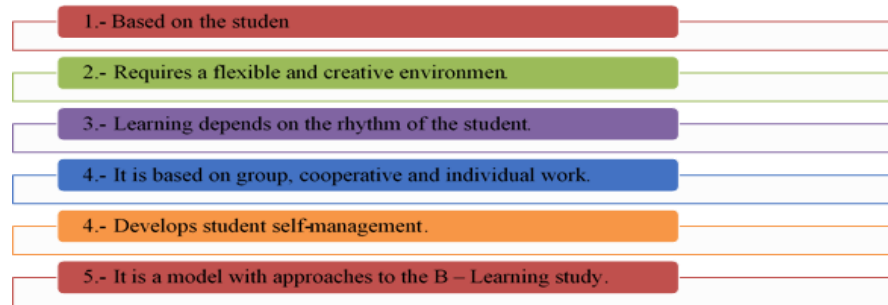 1.- Based on the studen
2.- Requires a flexible and creative environmen.
3.- Learning depends on the rhythm of the student.
4.- It is based on group, cooperative and individual work.
4.- Develops student self-management.
5.- It is a model with approaches to the B – Learning study.